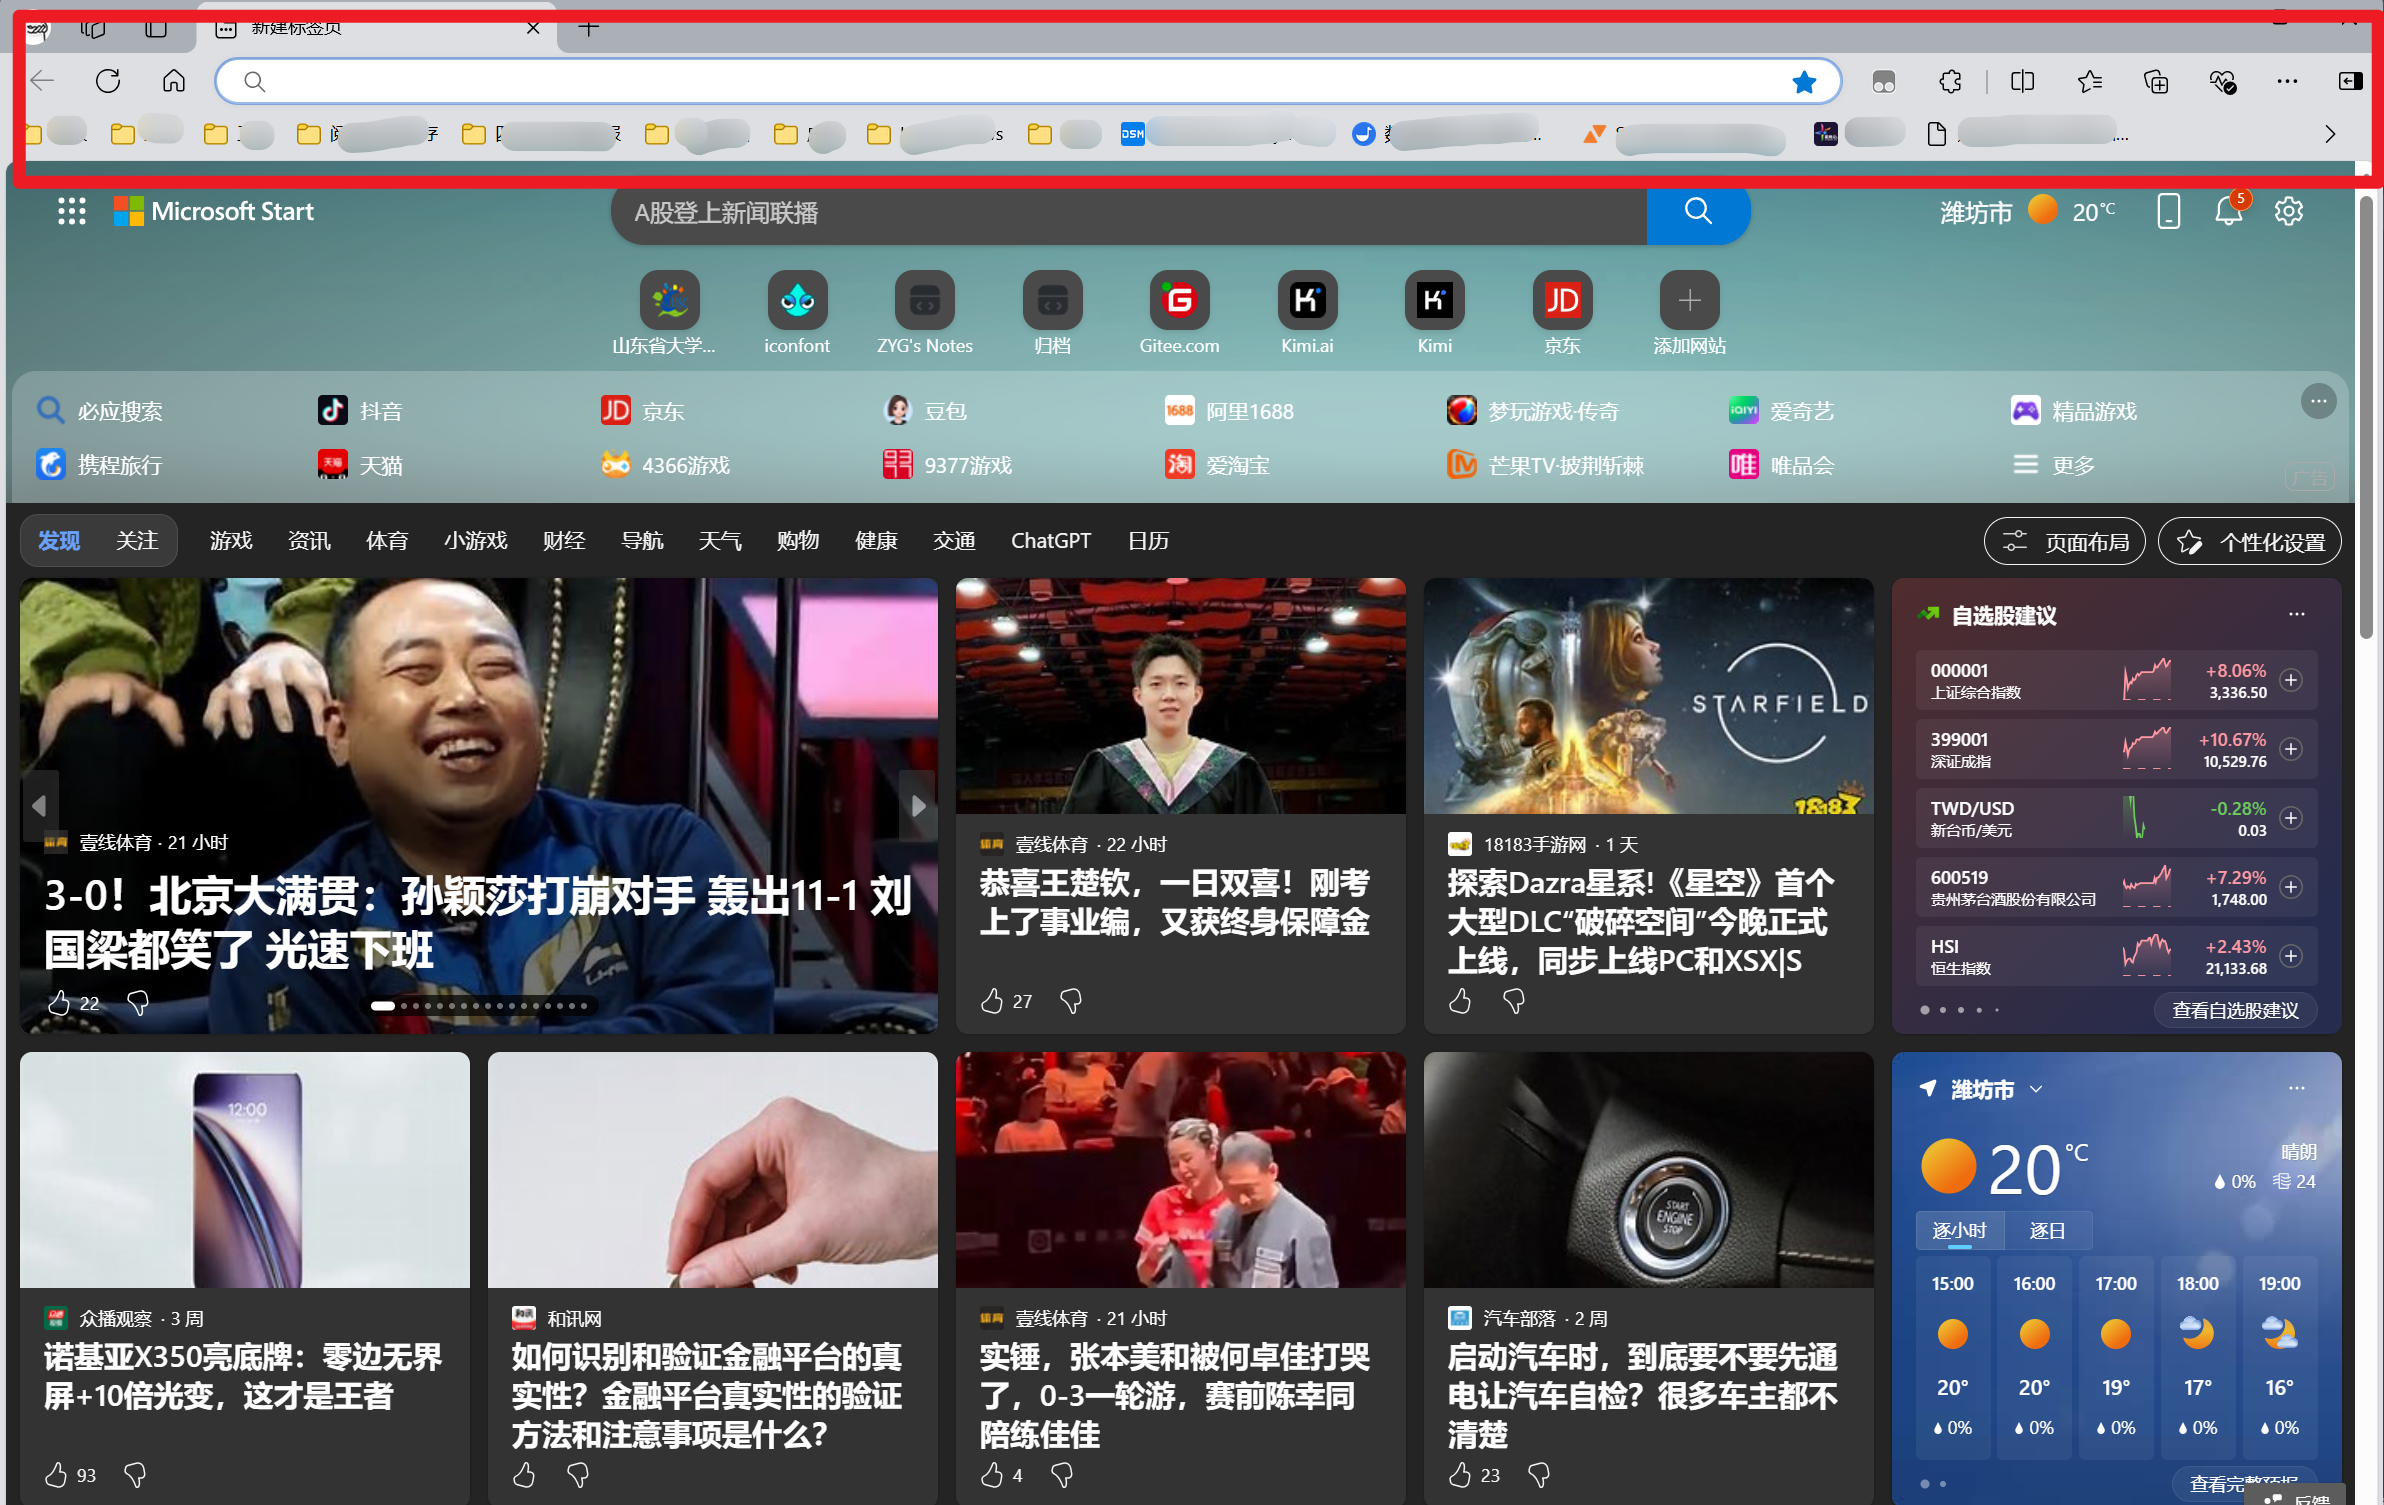 新建标签页
DSM
Microsoft Start
A股登上新闻联播
潍坊市 20°C
5
山东省大学...
iconfont
ZYG's Notes
归档
Gitee.com
Kimi.ai
Kimi
京东
添加网站
必应搜索
抖音
京东
豆包
阿里1688
梦玩游戏·传奇
爱奇艺
精品游戏
携程旅行
天猫
4366游戏
9377游戏
爱淘宝
芒果TV·披荆斩棘
唯品会
更多
广告
发现 关注 游戏 资讯 体育 小游戏 财经 导航 天气 购物 健康 交通 ChatGPT 日历
页面布局
个性化设置
壹线体育 · 21 小时
3-0！北京大满贯：孙颖莎打崩对手 轰出11-1 刘
国梁都笑了 光速下班
22
壹线体育 · 22 小时
恭喜王楚钦，一日双喜！刚考
上了事业编，又获终身保障金
27
STARFIELD
18183
18183手游网 · 1 天
探索Dazra星系！《星空》首个
大型DLC“破碎空间”今晚正式
上线，同步上线PC和XSX|S
自选股建议
000001 +8.06%
上证综合指数 3,336.50
399001 +10.67%
深证成指 10,529.76
TWD/USD -0.28%
新台币/美元 0.03
600519 +7.29%
贵州茅台酒股份有限公司 1,748.00
HSI +2.43%
恒生指数 21,133.68
查看自选股建议
12:00
众播观察 · 3 周
诺基亚X350亮底牌：零边无界
屏+10倍光变，这才是王者
93
和讯网
如何识别和验证金融平台的真
实性？金融平台真实性的验证
方法和注意事项是什么？
壹线体育 · 21 小时
实锤，张本美和被何卓佳打哭
了，0-3一轮游，赛前陈幸同
陪练佳佳
4
START
ENGINE
STOP
汽车部落 · 2 周
启动汽车时，到底要不要先通
电让汽车自检？很多车主都不
清楚
23
潍坊市
20°C
晴朗
0% 24
逐小时 逐日
15:00 16:00 17:00 18:00 19:00
20° 20° 19° 17° 16°
0% 0% 0% 0% 0%
查看完整预报
反馈